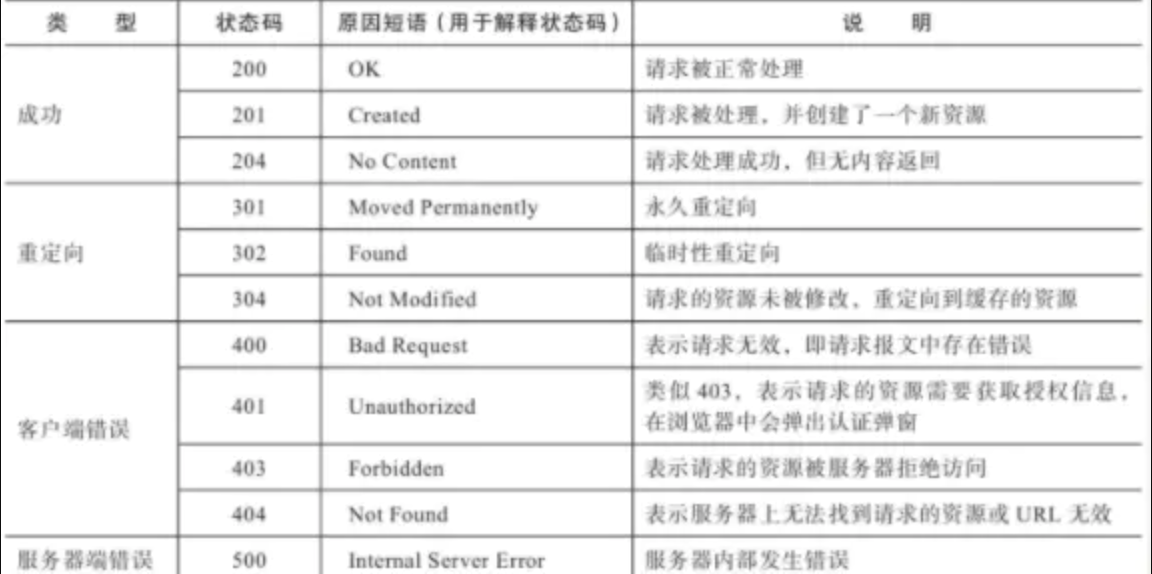 类 型 状态码 原因短语（用于解释状态码） 说 明
成功
200 OK 请求被正常处理
201 Created 请求被处理，并创建了一个新资源
204 No Content 请求处理成功，但无内容返回
重定向
301 Moved Permanently 永久重定向
302 Found 临时性重定向
304 Not Modified 请求的资源未被修改，重定向到缓存的资源
客户端错误
400 Bad Request 表示请求无效，即请求报文中存在错误
401 Unauthorized 类似 403，表示请求的资源需要获取授权信息，
在浏览器中会弹出认证弹窗
403 Forbidden 表示请求的资源被服务器拒绝访问
404 Not Found 表示服务器上无法找到请求的资源或 URL 无效
服务器端错误 500 Internal Server Error 服务器内部发生错误